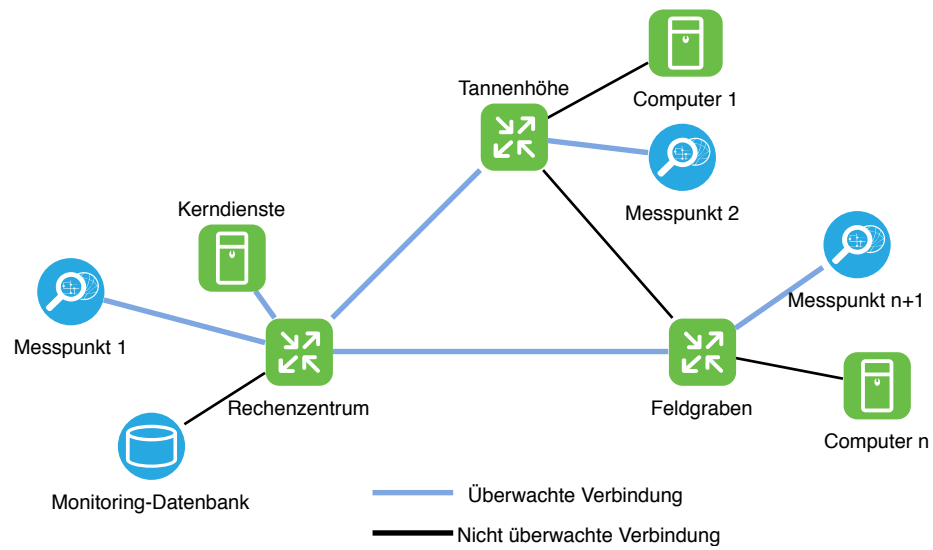 Tannenhöhe
Computer 1
Kerndienste
Messpunkt 2
Messpunkt n+1
Messpunkt 1
Rechenzentrum
Feldgraben
Computer n
Monitoring-Datenbank
Überwachte Verbindung
Nicht überwachte Verbindung